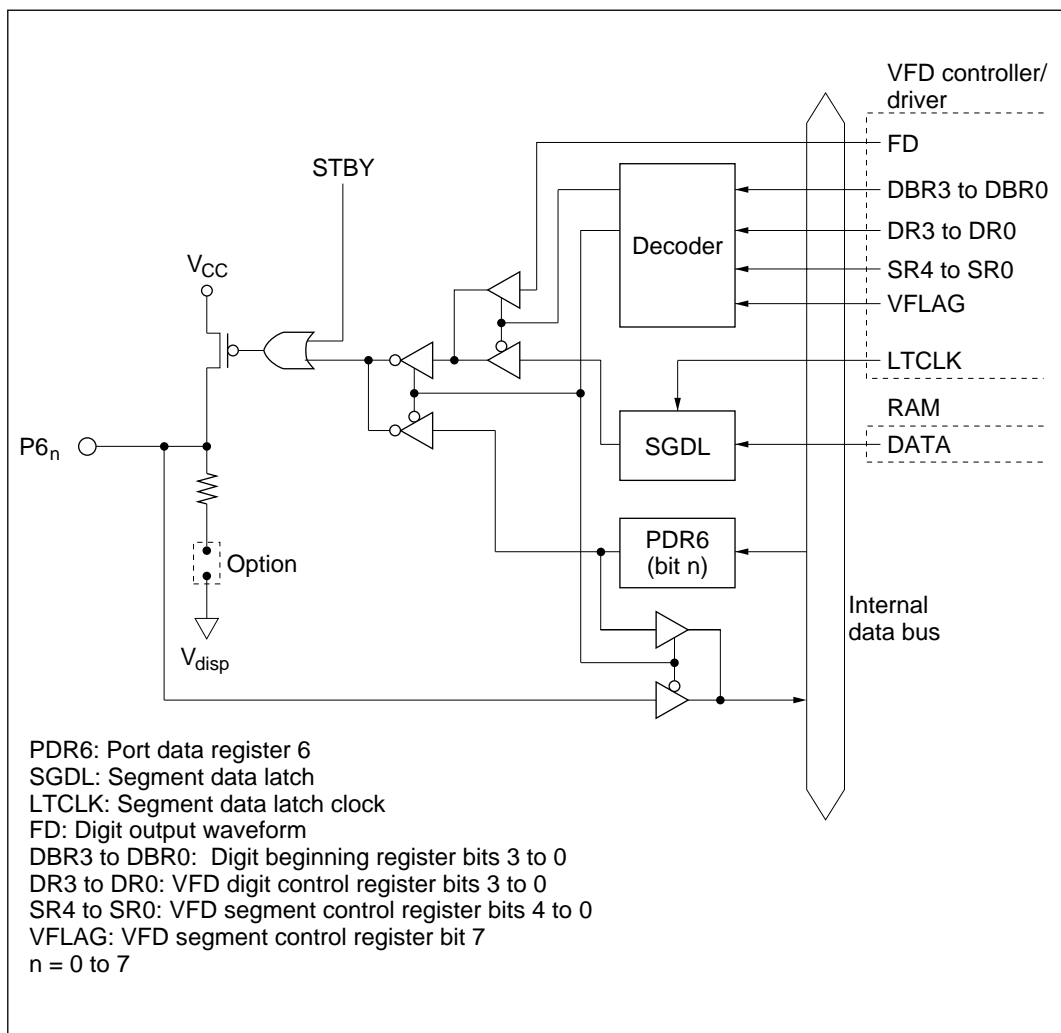 VFD controller/
driver
FD
STBY
DBR3 to DBR0
Decoder
DR3 to DR0
SR4 to SR0
VFLAG
VCC
LTCLK
RAM
P6n
SGDL
DATA
PDR6
(bit n)
Option
Internal
data bus
Vdisp
PDR6: Port data register 6
SGDL: Segment data latch
LTCLK: Segment data latch clock
FD: Digit output waveform
DBR3 to DBR0:  Digit beginning register bits 3 to 0
DR3 to DR0: VFD digit control register bits 3 to 0
SR4 to SR0: VFD segment control register bits 4 to 0
VFLAG: VFD segment control register bit 7
n = 0 to 7